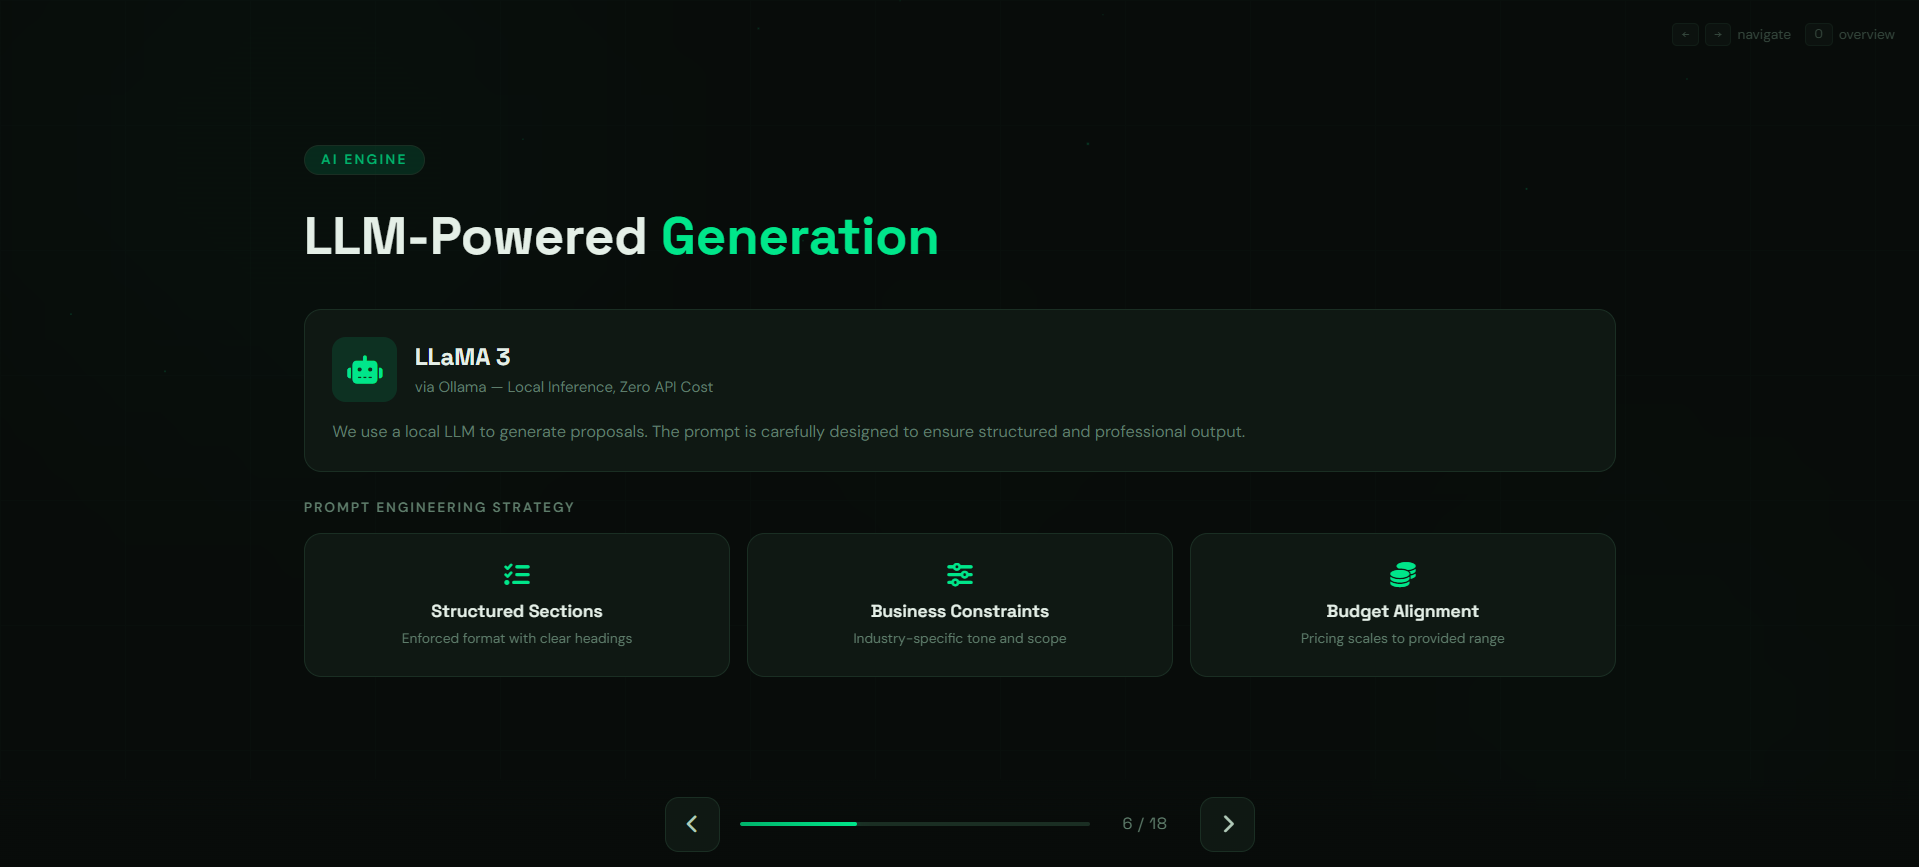 ← → navigate O overview
AI ENGINE
LLM-Powered Generation
LLaMA 3
via Ollama — Local Inference, Zero API Cost
We use a local LLM to generate proposals. The prompt is carefully designed to ensure structured and professional output.
PROMPT ENGINEERING STRATEGY
Structured Sections
Enforced format with clear headings
Business Constraints
Industry-specific tone and scope
Budget Alignment
Pricing scales to provided range
6 / 18